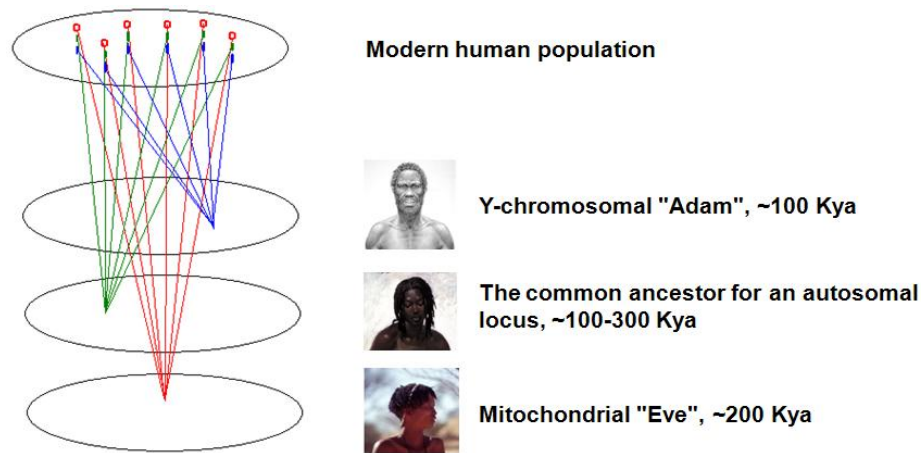 Modern human population
Y-chromosomal "Adam", ~100 Kya
The common ancestor for an autosomal
locus, ~100-300 Kya
Mitochondrial "Eve", ~200 Kya